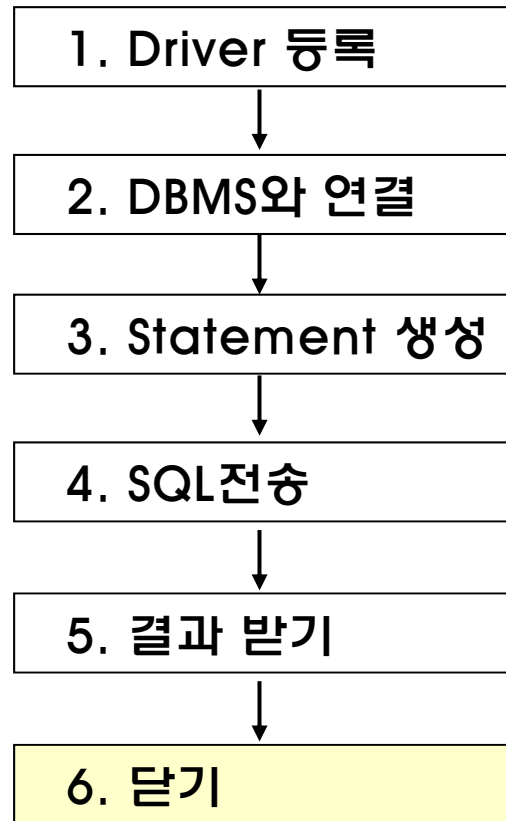 1. Driver 등록
2. DBMS와 연결
3. Statement 생성
4. SQL전송
5. 결과 받기
6. 닫기